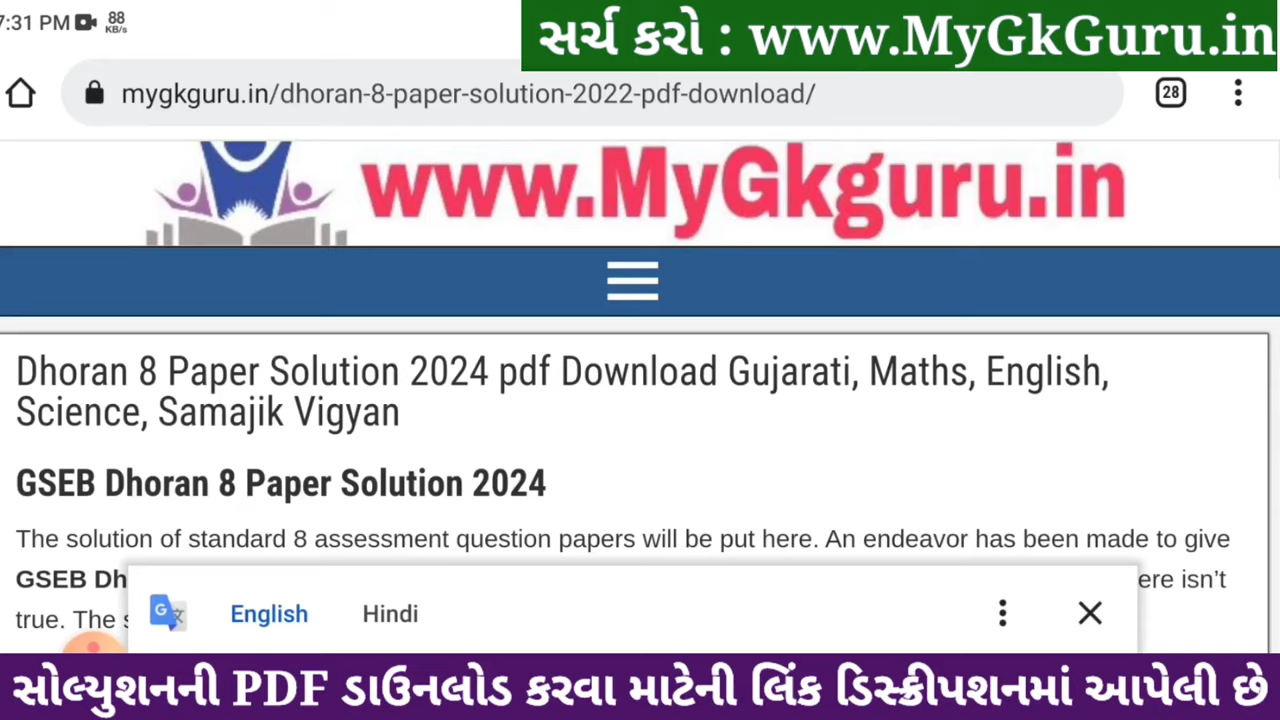 7:31 PM 88 KB/s
સર્ચ કરો : www.MyGkGuru.in
mygkguru.in/dhoran-8-paper-solution-2022-pdf-download/ 28
www.MyGkguru.in
Dhoran 8 Paper Solution 2024 pdf Download Gujarati, Maths, English,
Science, Samajik Vigyan
GSEB Dhoran 8 Paper Solution 2024
The solution of standard 8 assessment question papers will be put here. An endeavor has been made to give
GSEB Dh ere isn't
true. The s
English Hindi
સોલ્યુશનની PDF ડાઉનલોડ કરવા માટેની લિંક ડિસ્ક્રીપશનમાં આપેલી છે